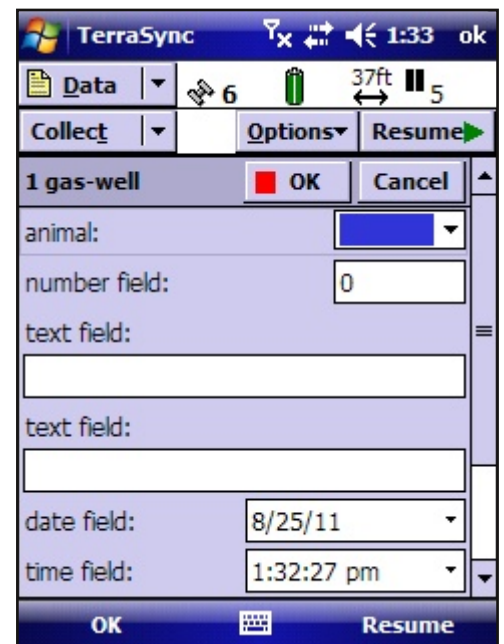 TerraSync 1:33 ok
Data 6 37ft 5
Collect Options Resume
1 gas-well OK Cancel
animal:
number field: 0
text field:
text field:
date field: 8/25/11
time field: 1:32:27 pm
OK Resume